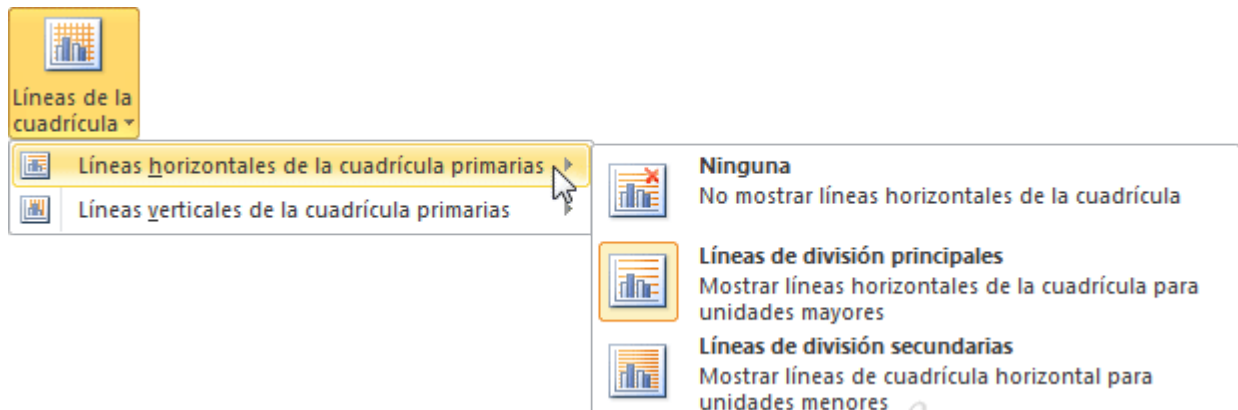 Líneas de la
cuadrícula
Líneas horizontales de la cuadrícula primarias
Líneas verticales de la cuadrícula primarias
Ninguna
No mostrar líneas horizontales de la cuadrícula
Líneas de división principales
Mostrar líneas horizontales de la cuadrícula para
unidades mayores
Líneas de división secundarias
Mostrar líneas de cuadrícula horizontal para
unidades menores